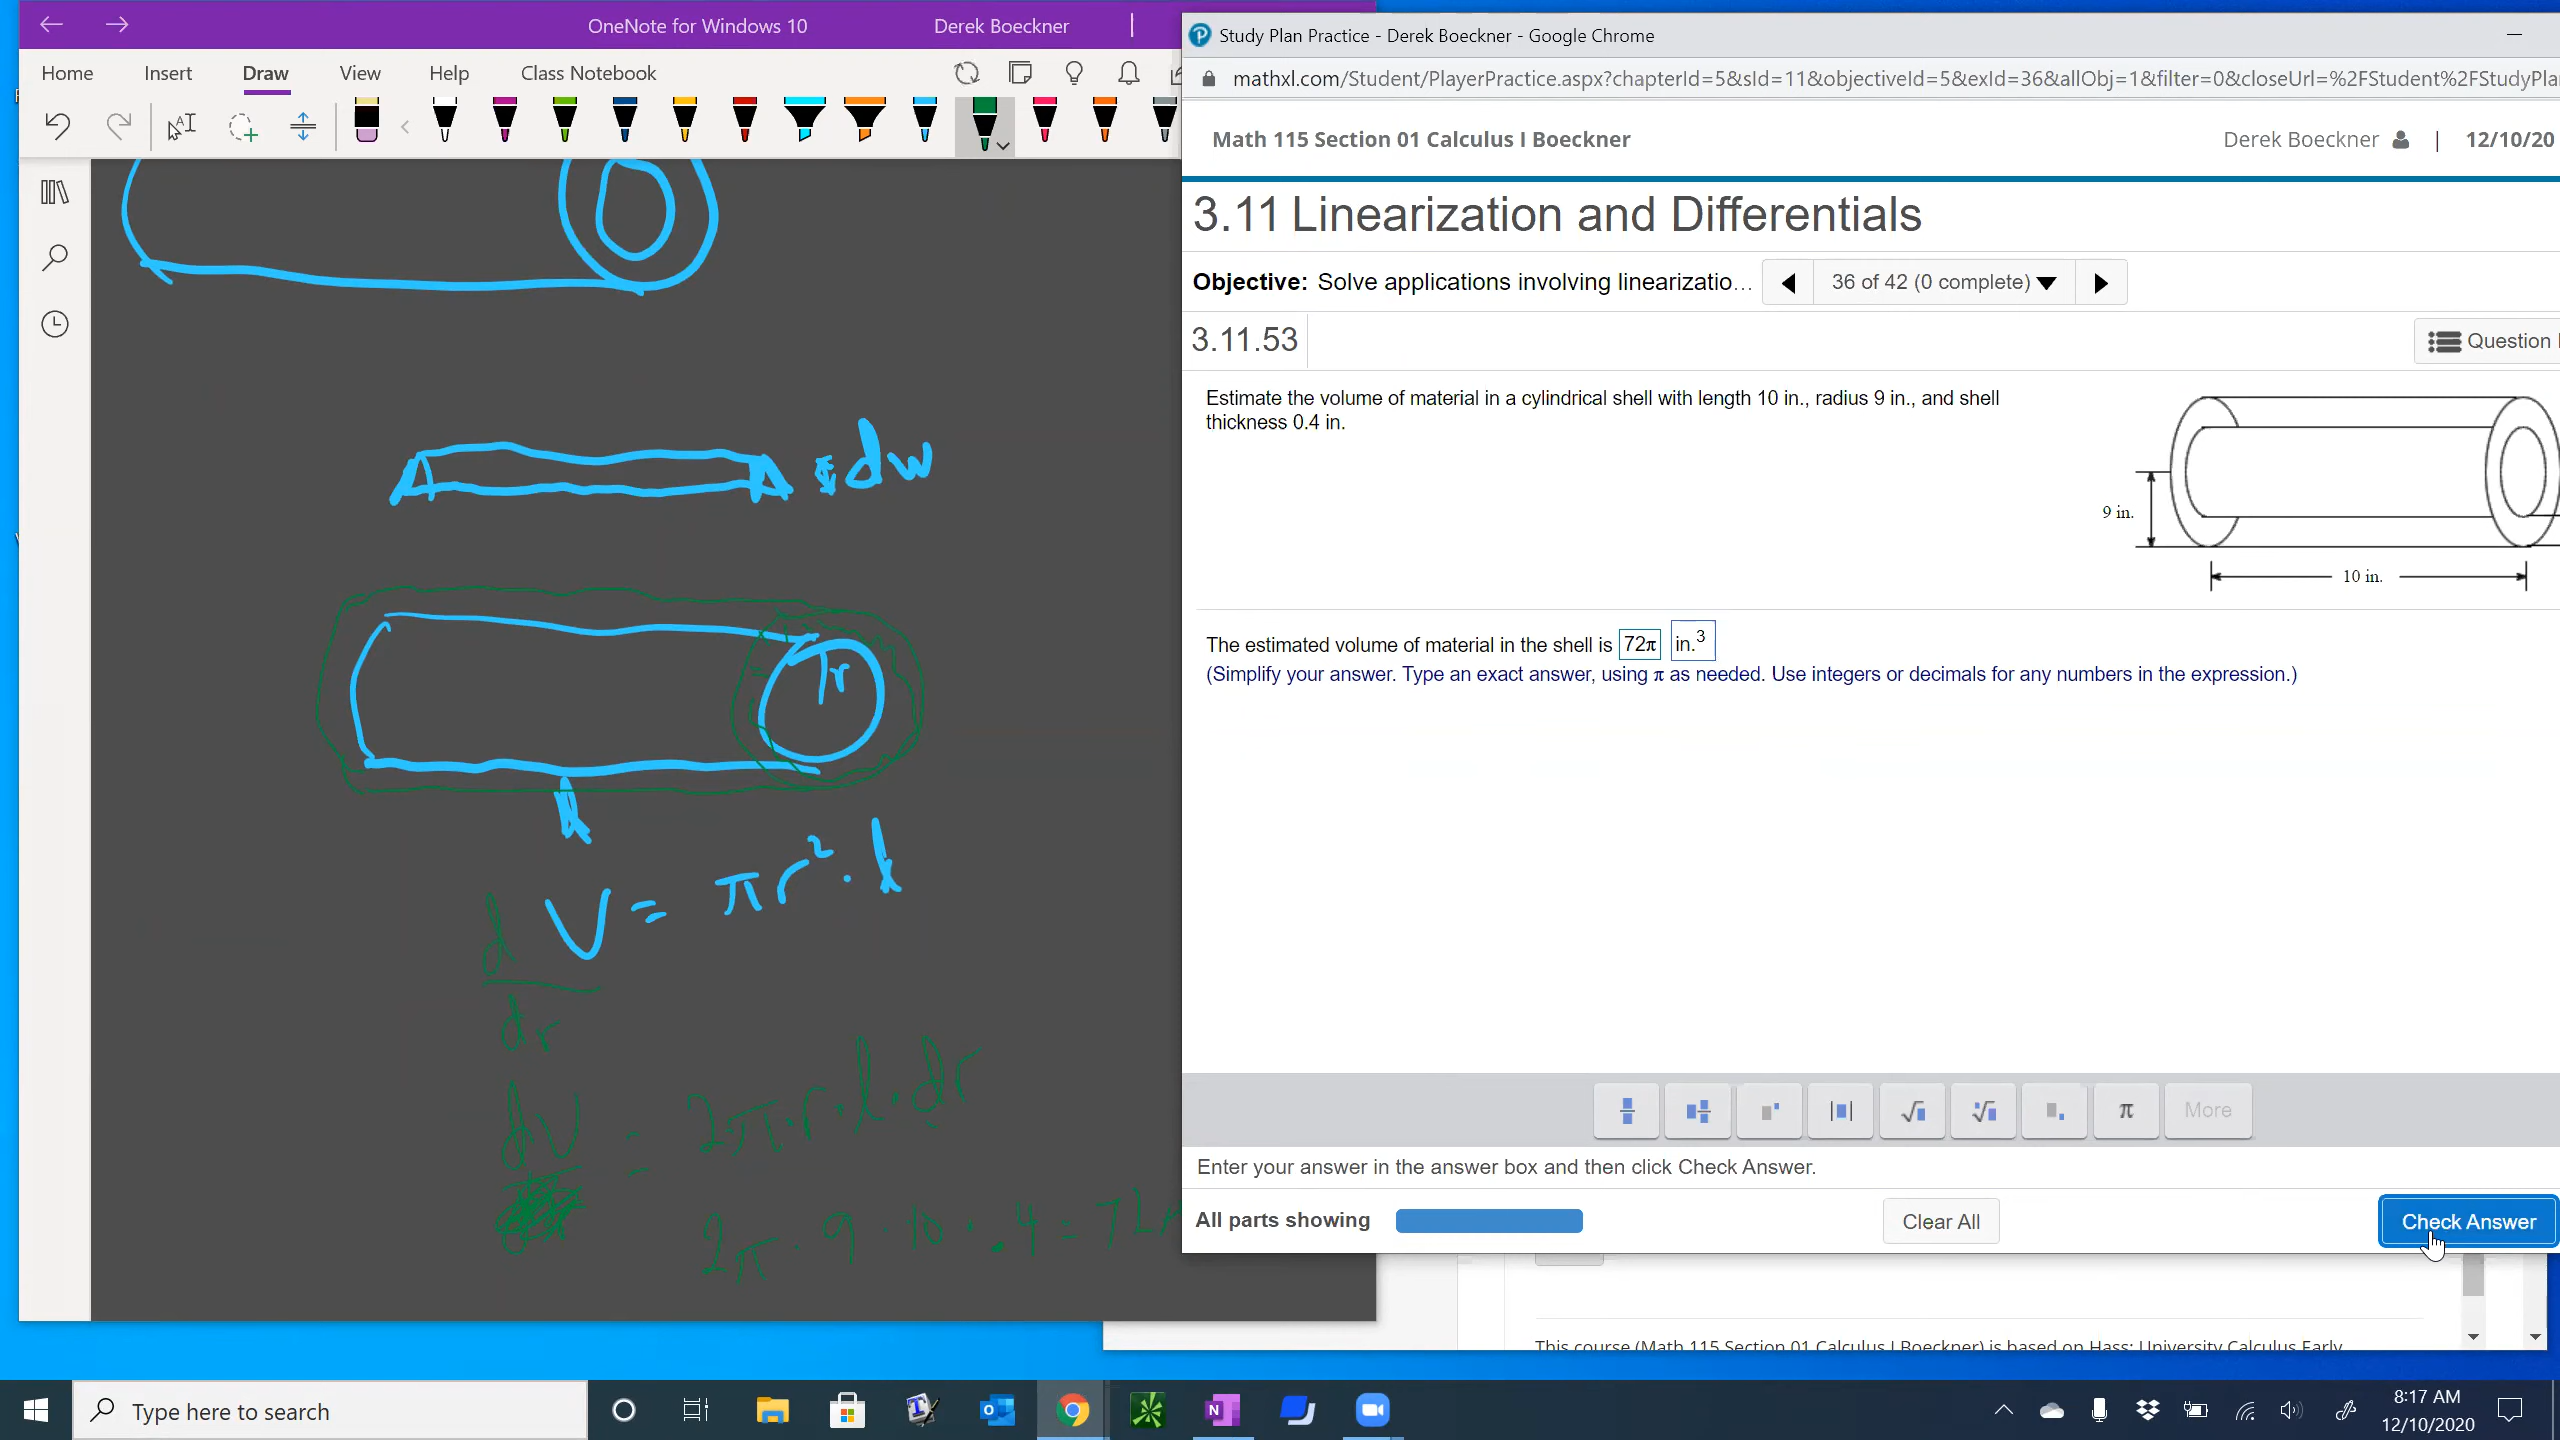 OneNote for Windows 10
Derek Boeckner
Home Insert Draw View Help Class Notebook
dw
r
l
V = πr² · l
d
dr
dV = 2π · r · l · dr
2π · 9 · 10 · .4 = 72
Study Plan Practice - Derek Boeckner - Google Chrome
mathxl.com/Student/PlayerPractice.aspx?chapterId=5&sId=11&objectiveId=5&exId=36&allObj=1&filter=0&closeUrl=%2FStudent%2FStudyPla
Math 115 Section 01 Calculus I Boeckner
Derek Boeckner | 12/10/20
3.11 Linearization and Differentials
Objective: Solve applications involving linearizatio...
36 of 42 (0 complete)
3.11.53
Question
Estimate the volume of material in a cylindrical shell with length 10 in., radius 9 in., and shell
thickness 0.4 in.
9 in.
10 in.
The estimated volume of material in the shell is 72π in.³
(Simplify your answer. Type an exact answer, using π as needed. Use integers or decimals for any numbers in the expression.)
π More
Enter your answer in the answer box and then click Check Answer.
All parts showing
Clear All
Check Answer
This course (Math 115 Section 01 Calculus I Boeckner) is based on Hass: University Calculus Early
Type here to search
8:17 AM
12/10/2020